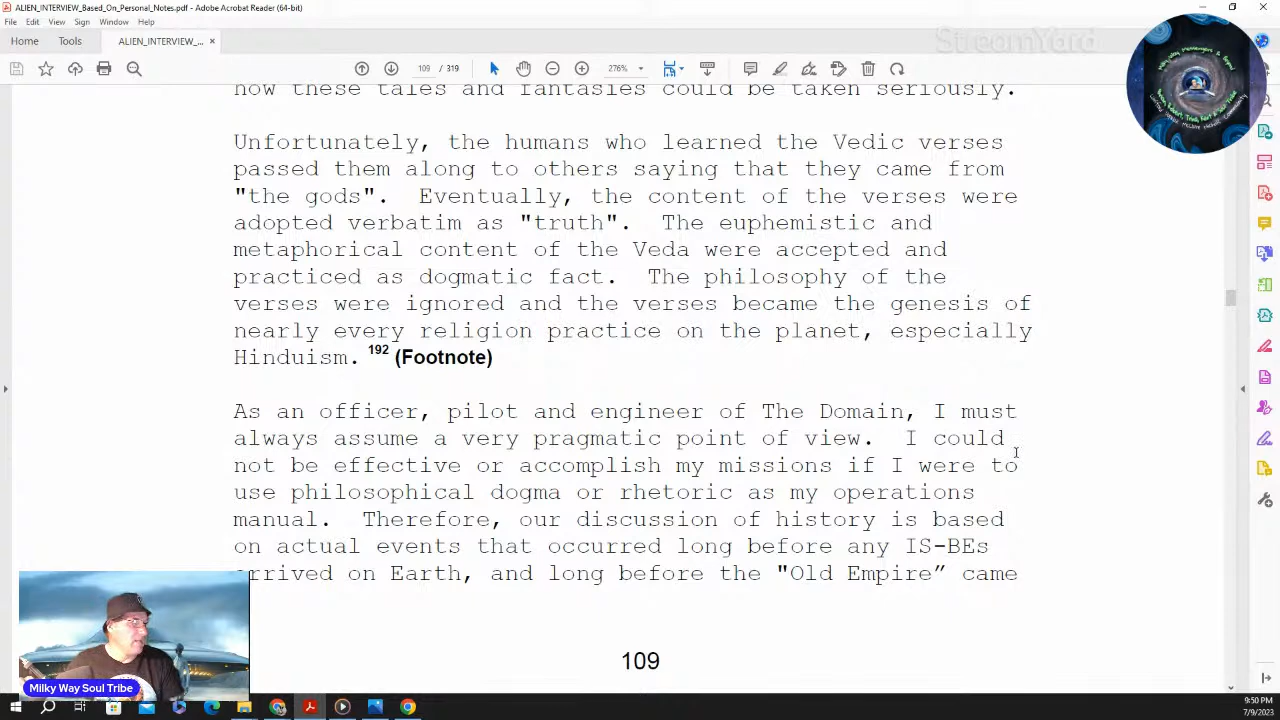 ALIEN_INTERVIEW_Based_On_Personal_Notes.pdf - Adobe Acrobat Reader (64-bit)
File Edit View Sign Window Help
Home Tools ALIEN_INTERVIEW_... ×
StreamYard
109 / 319 276%
how these tales and fantasies could be taken seriously.
Unfortunately, the humans who learned the Vedic verses
passed them along to others saying that they came from
"the gods". Eventually, the content of the verses were
adopted verbatim as "truth". The euphemistic and
metaphorical content of the Veda were accepted and
practiced as dogmatic fact. The philosophy of the
verses were ignored and the verses became the genesis of
nearly every religion practice on the planet, especially
Hinduism. 192 (Footnote)
As an officer, pilot and engineer of The Domain, I must
always assume a very pragmatic point of view. I could
not be effective or accomplish my missions if I were to
use philosophical dogma or rhetoric as my operations
manual. Therefore, our discussion of history is based
on actual events that occurred long before any IS-BEs
arrived on Earth, and long before the "Old Empire” came
109
Milky Way Soul Tribe
9:50 PM
7/9/2023